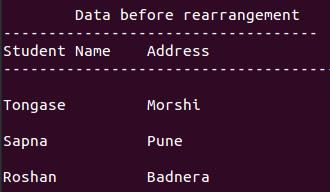 Data before rearrangement
-----------------------------------
Student Name    Address
-------------------------------------
Tongase         Morshi
Sapna           Pune
Roshan          Badnera